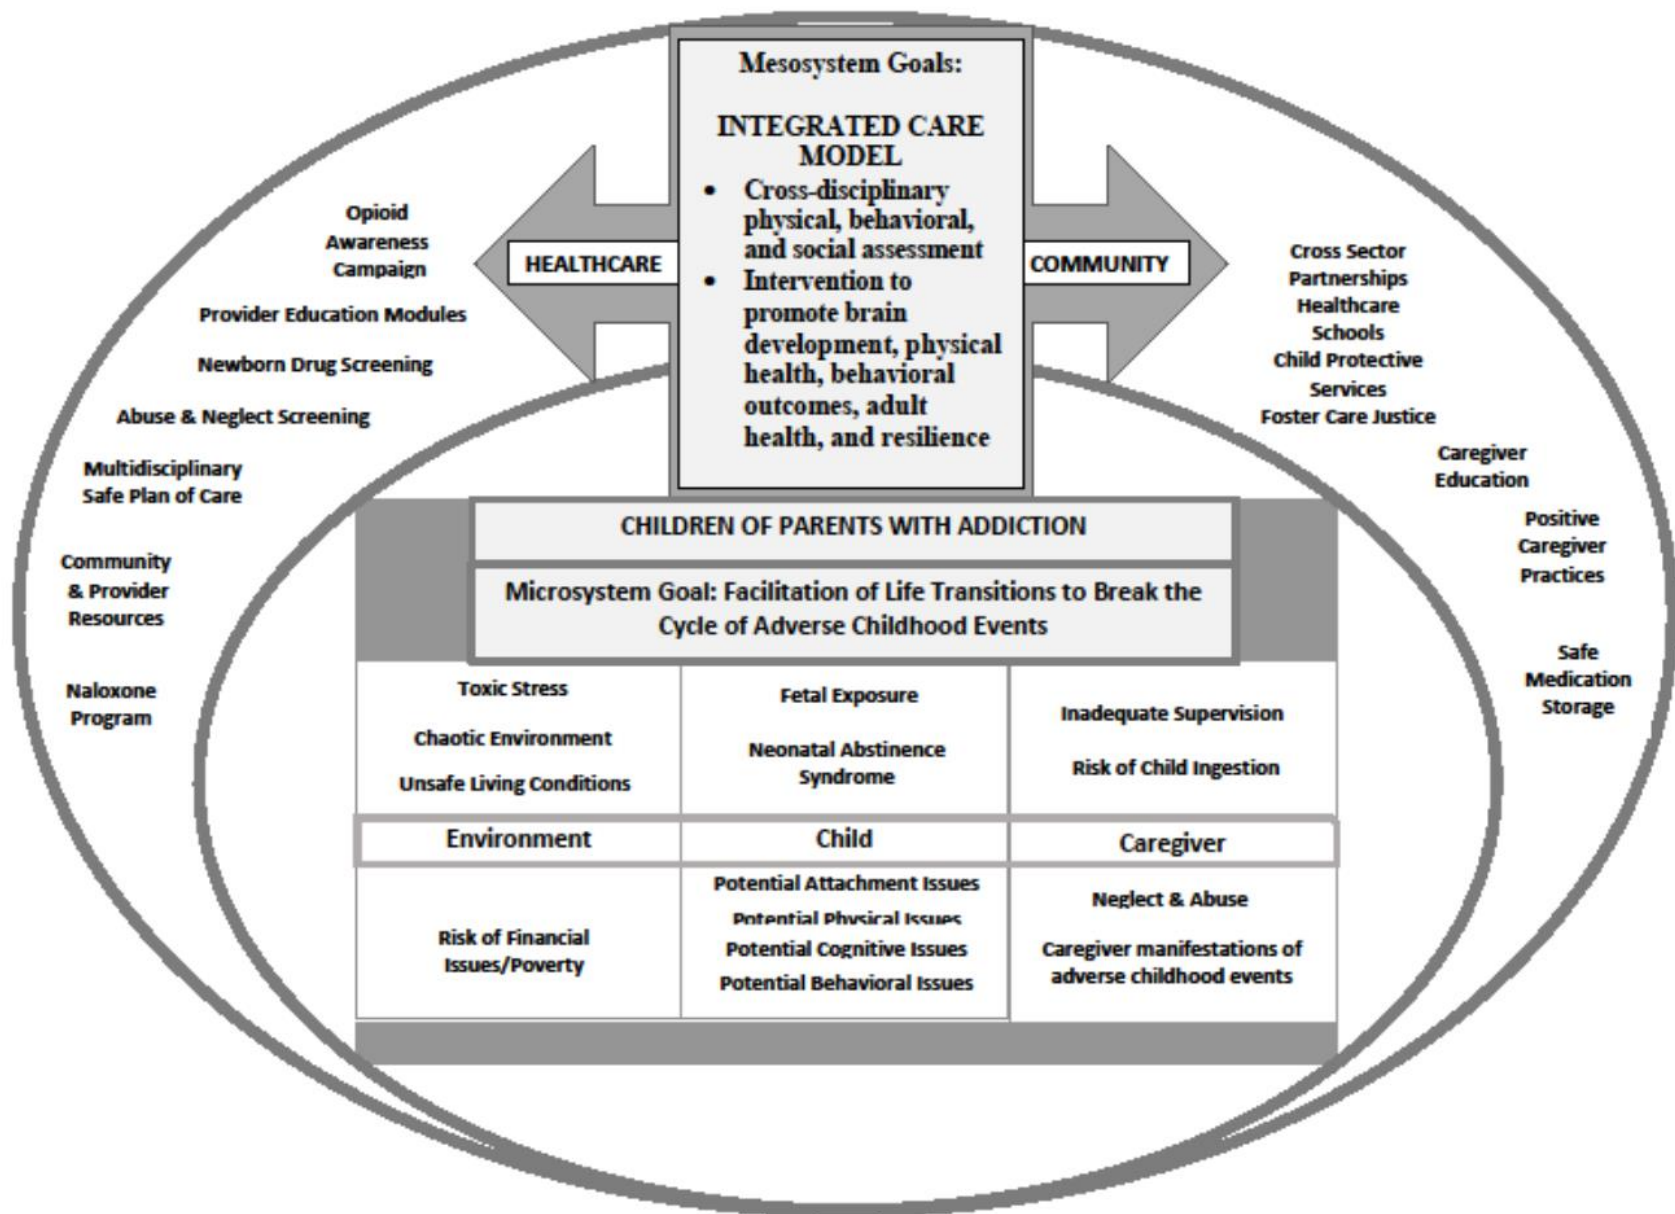 Mesosystem Goals:
INTEGRATED CARE
MODEL
• Cross-disciplinary
physical, behavioral,
and social assessment
• Intervention to
promote brain
development, physical
health, behavioral
outcomes, adult
health, and resilience
HEALTHCARE
COMMUNITY
Opioid
Awareness
Campaign
Provider Education Modules
Newborn Drug Screening
Abuse & Neglect Screening
Multidisciplinary
Safe Plan of Care
Community
& Provider
Resources
Naloxone
Program
Cross Sector
Partnerships
Healthcare
Schools
Child Protective
Services
Foster Care Justice
Caregiver
Education
Positive
Caregiver
Practices
Safe
Medication
Storage
CHILDREN OF PARENTS WITH ADDICTION
Microsystem Goal: Facilitation of Life Transitions to Break the
Cycle of Adverse Childhood Events
Toxic Stress
Chaotic Environment
Unsafe Living Conditions
Fetal Exposure
Neonatal Abstinence
Syndrome
Inadequate Supervision
Risk of Child Ingestion
Environment
Child
Caregiver
Risk of Financial
Issues/Poverty
Potential Attachment Issues
Potential Physical Issues
Potential Cognitive Issues
Potential Behavioral Issues
Neglect & Abuse
Caregiver manifestations of
adverse childhood events